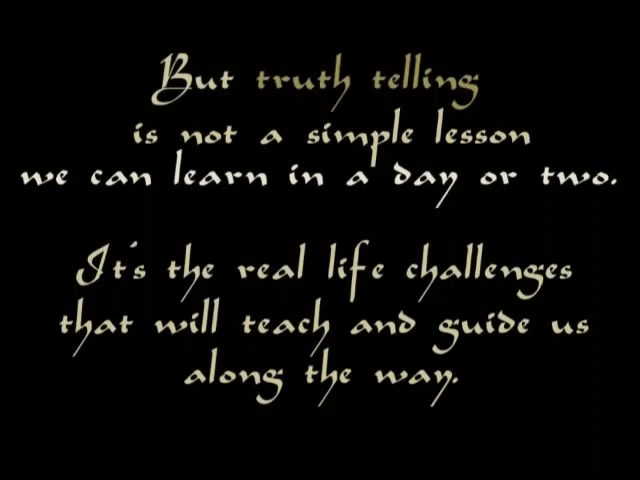 But truth telling
is not a simple lesson
we can learn in a day or two.
It's the real life challenges
that will teach and guide us
along the way.